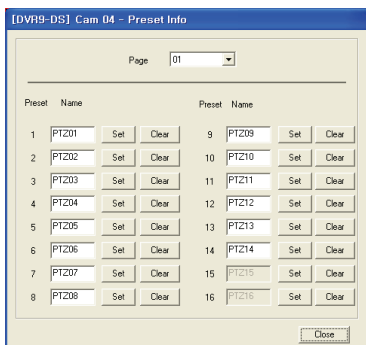 [DVR9-DS] Cam 04 - Preset Info
Page 01
Preset Name Preset Name
1 PTZ01 Set Clear 9 PTZ09 Set Clear
2 PTZ02 Set Clear 10 PTZ10 Set Clear
3 PTZ03 Set Clear 11 PTZ11 Set Clear
4 PTZ04 Set Clear 12 PTZ12 Set Clear
5 PTZ05 Set Clear 13 PTZ13 Set Clear
6 PTZ06 Set Clear 14 PTZ14 Set Clear
7 PTZ07 Set Clear 15 PTZ15 Set Clear
8 PTZ08 Set Clear 16 PTZ16 Set Clear
Close